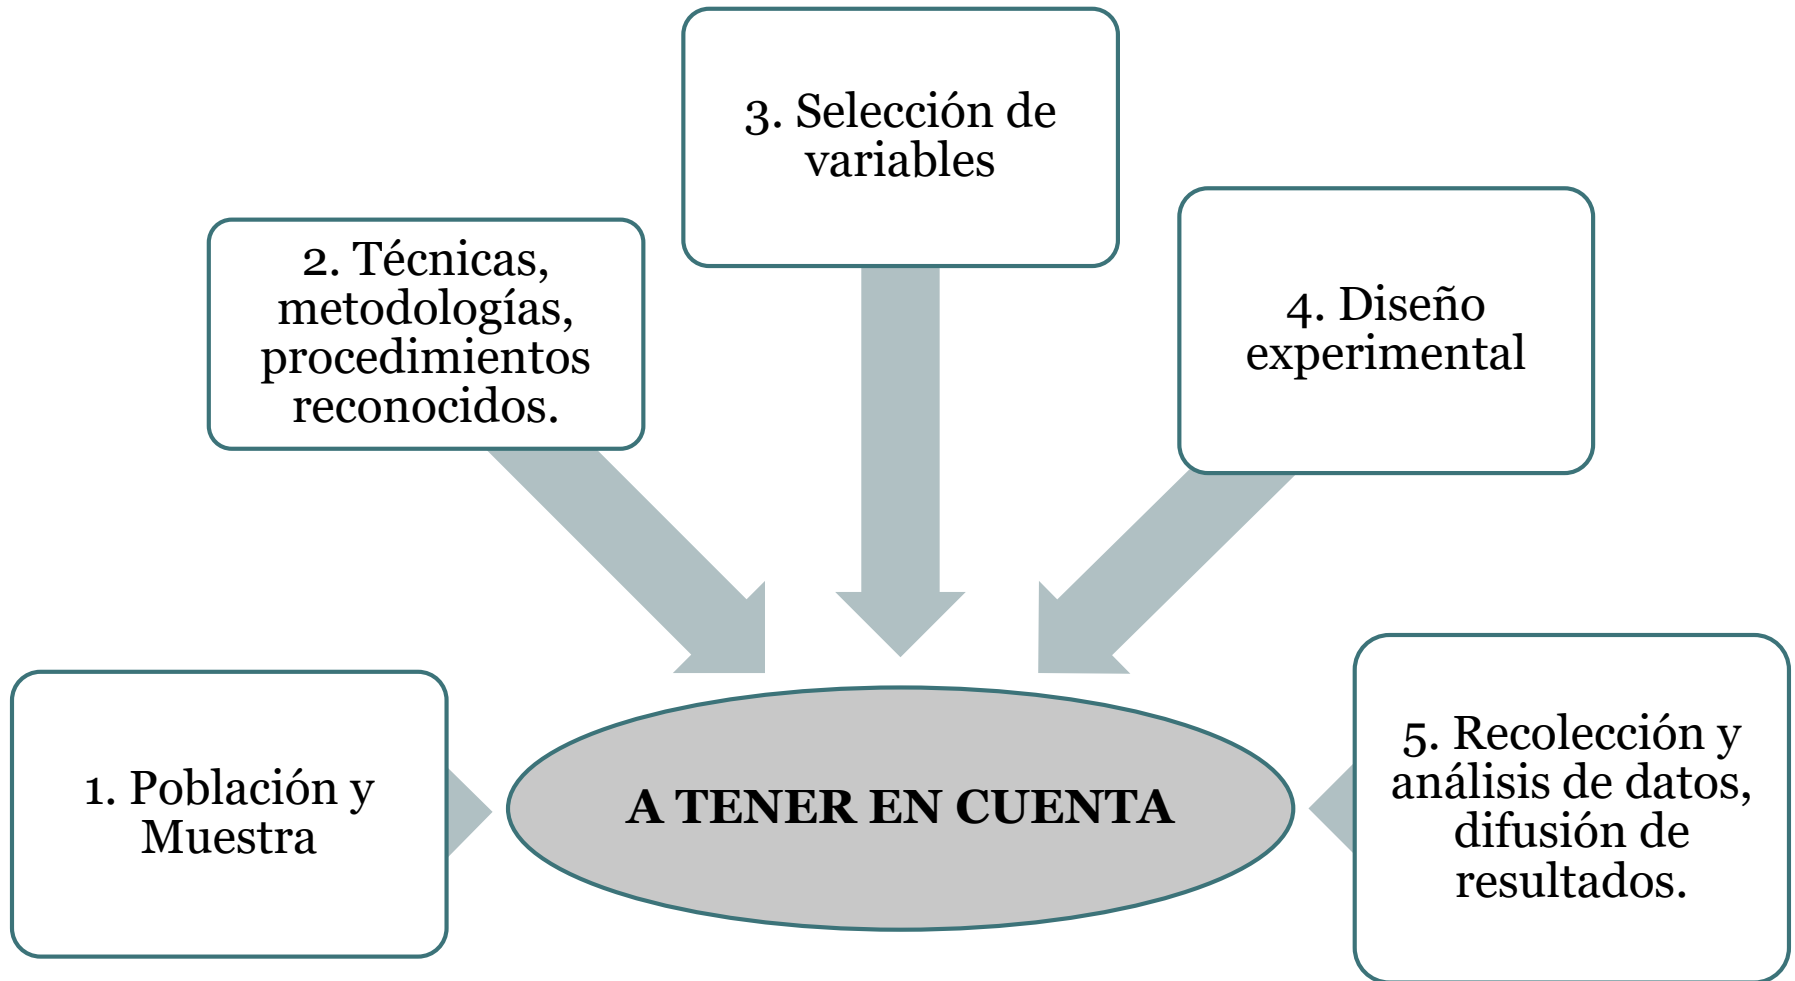 1. Población y
Muestra
2. Técnicas,
metodologías,
procedimientos
reconocidos.
3. Selección de
variables
4. Diseño
experimental
5. Recolección y
análisis de datos,
difusión de
resultados.
A TENER EN CUENTA